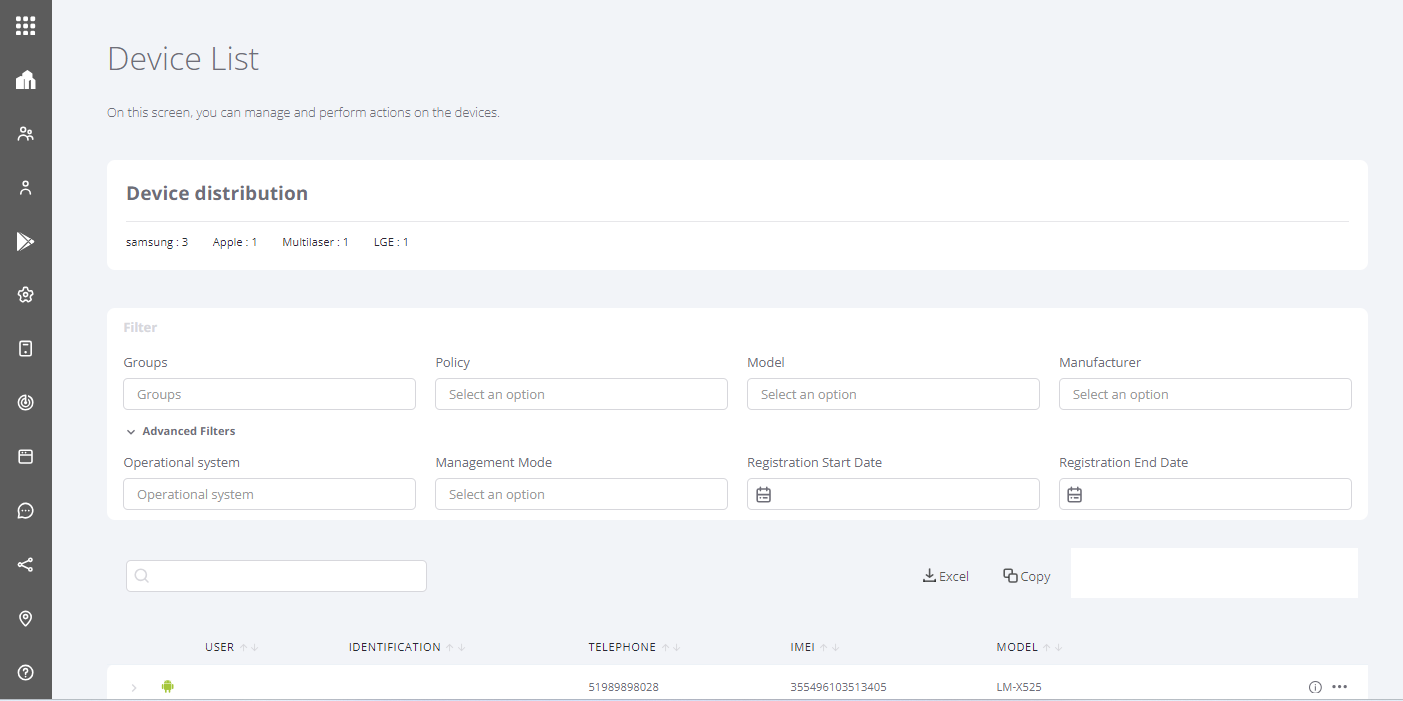 Device List
On this screen, you can manage and perform actions on the devices.
Device distribution
samsung : 3 Apple : 1 Multilaser : 1 LGE : 1
Filter
Groups Policy Model Manufacturer
Groups Select an option Select an option Select an option
Advanced Filters
Operational system Management Mode Registration Start Date Registration End Date
Operational system Select an option
Excel Copy
USER IDENTIFICATION TELEPHONE IMEI MODEL
51989898028 355496103513405 LM-X525